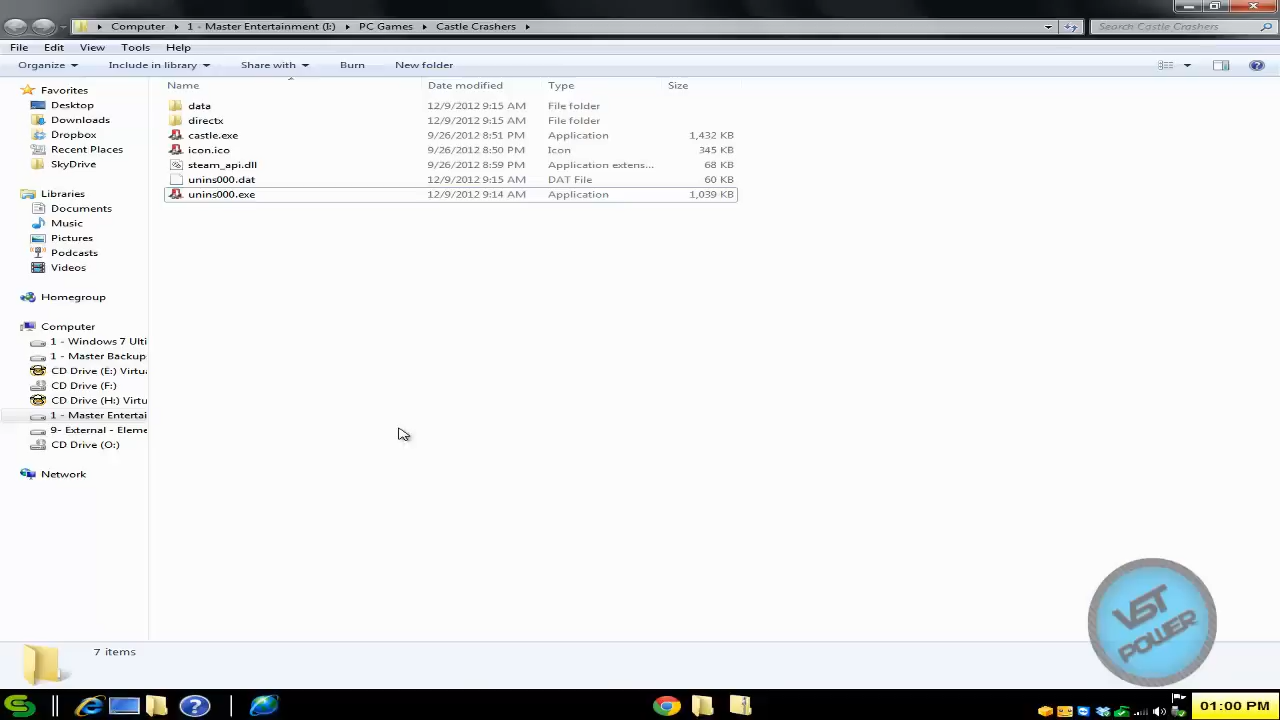 Computer 1 - Master Entertainment (I:) PC Games Castle Crashers Search Castle Crashers
File Edit View Tools Help
Organize Include in library Share with Burn New folder
Name Date modified Type Size
Favorites
Desktop
Downloads
Dropbox
Recent Places
SkyDrive
Libraries
Documents
Music
Pictures
Podcasts
Videos
Homegroup
Computer
1 - Windows 7 Ulti
1 - Master Backup
CD Drive (E:) Virtua
CD Drive (F:)
CD Drive (H:) Virtu
1 - Master Entertai
9- External - Eleme
CD Drive (O:)
Network
data 12/9/2012 9:15 AM File folder
directx 12/9/2012 9:15 AM File folder
castle.exe 9/26/2012 8:51 PM Application 1,432 KB
icon.ico 9/26/2012 8:50 PM Icon 345 KB
steam_api.dll 9/26/2012 8:59 PM Application extens... 68 KB
unins000.dat 12/9/2012 9:15 AM DAT File 60 KB
unins000.exe 12/9/2012 9:14 AM Application 1,039 KB
VST
POWER
7 items
01:00 PM